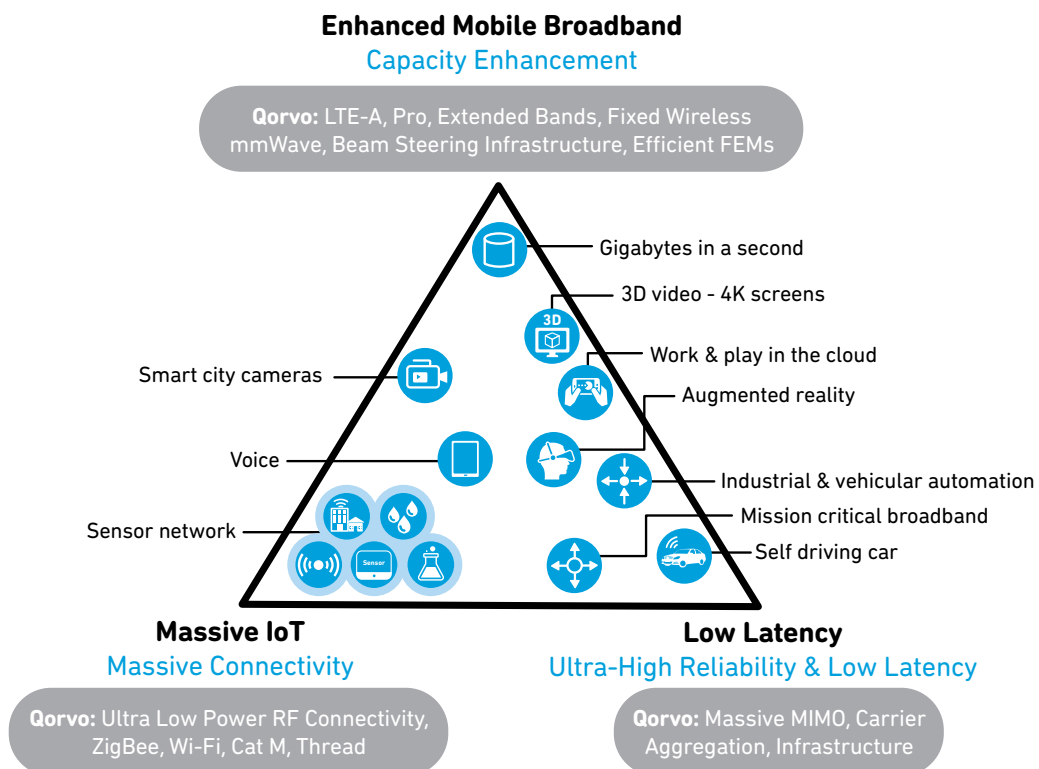 Enhanced Mobile Broadband
Capacity Enhancement
Qorvo: LTE-A, Pro, Extended Bands, Fixed Wireless
mmWave, Beam Steering Infrastructure, Efficient FEMs
Gigabytes in a second
3D video - 4K screens
3D
Work & play in the cloud
Smart city cameras
Augmented reality
Voice
Industrial & vehicular automation
Mission critical broadband
Sensor network
Self driving car
Sensor
Massive IoT
Massive Connectivity
Qorvo: Ultra Low Power RF Connectivity,
ZigBee, Wi-Fi, Cat M, Thread
Low Latency
Ultra-High Reliability & Low Latency
Qorvo: Massive MIMO, Carrier
Aggregation, Infrastructure